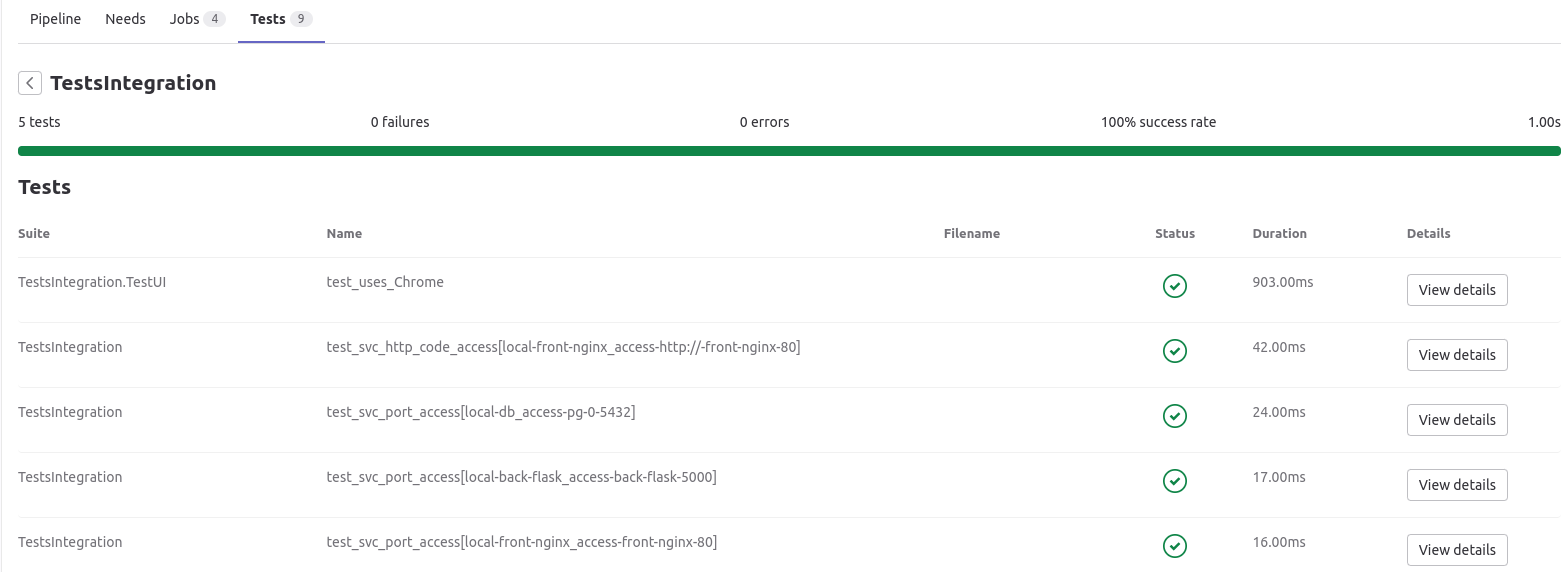 Pipeline Needs Jobs 4 Tests 9
TestsIntegration
5 tests 0 failures 0 errors 100% success rate 1.00s
Tests
Suite Name Filename Status Duration Details
TestsIntegration.TestUI test_uses_Chrome 903.00ms View details
TestsIntegration test_svc_http_code_access[local-front-nginx_access-http://-front-nginx-80] 42.00ms View details
TestsIntegration test_svc_port_access[local-db_access-pg-0-5432] 24.00ms View details
TestsIntegration test_svc_port_access[local-back-flask_access-back-flask-5000] 17.00ms View details
TestsIntegration test_svc_port_access[local-front-nginx_access-front-nginx-80] 16.00ms View details